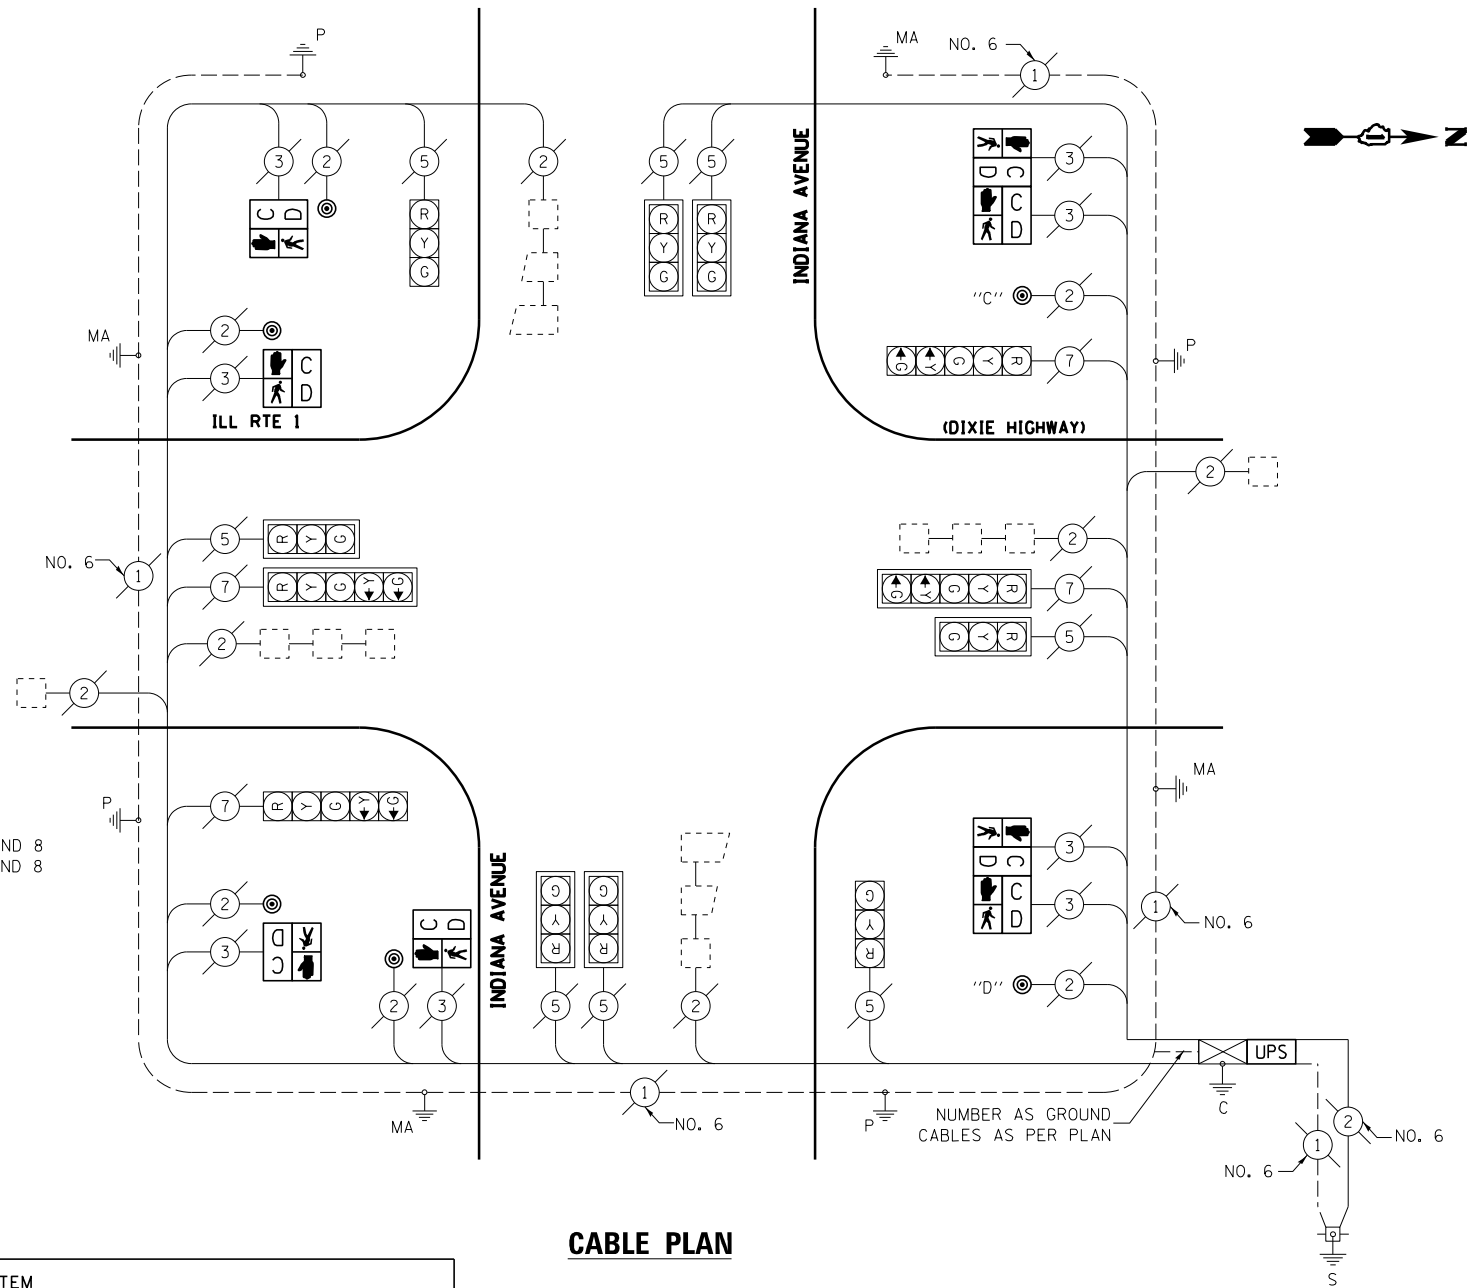 P
MA
NO. 6
1
N
3
2
5
2
5
5
INDIANA AVENUE
3
C D
D C
C
D
3
R
Y
G
R
Y
G
R
Y
G
"C"
2
MA
2
3
C
D
P
G Y G Y R
7
ILL RTE 1
(DIXIE HIGHWAY)
2
5
R Y G
2
NO. 6
1
7
R Y G Y G
G Y G Y R
7
2
G Y R
5
2
P
7
R Y G Y G
MA
ND 8
ND 8
INDIANA AVENUE
2
3
D
C
C D
G
Y
R
G
Y
R
G
Y
R
3
D C
C
D
3
1
NO. 6
2
3
5
5
2
5
"D"
2
UPS
C
MA
1
NO. 6
P
NUMBER AS GROUND
CABLES AS PER PLAN
2
NO. 6
1
NO. 6
S
CABLE PLAN
TEM